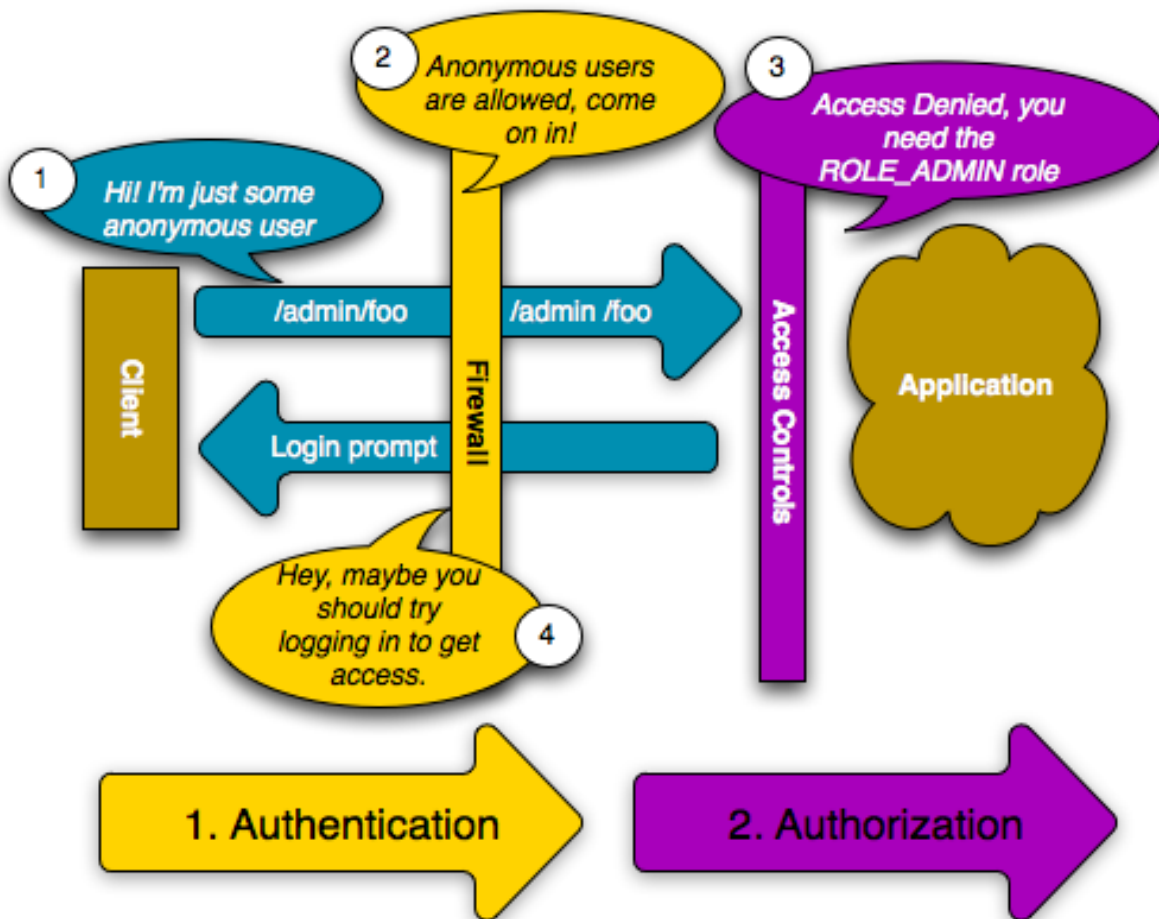 1
Hi! I'm just some
anonymous user
2
Anonymous users
are allowed, come
on in!
3
Access Denied, you
need the
ROLE_ADMIN role
Client
/admin/foo
/admin /foo
Firewall
Access Controls
Application
Login prompt
Hey, maybe you
should try
logging in to get
access.
4
1. Authentication
2. Authorization